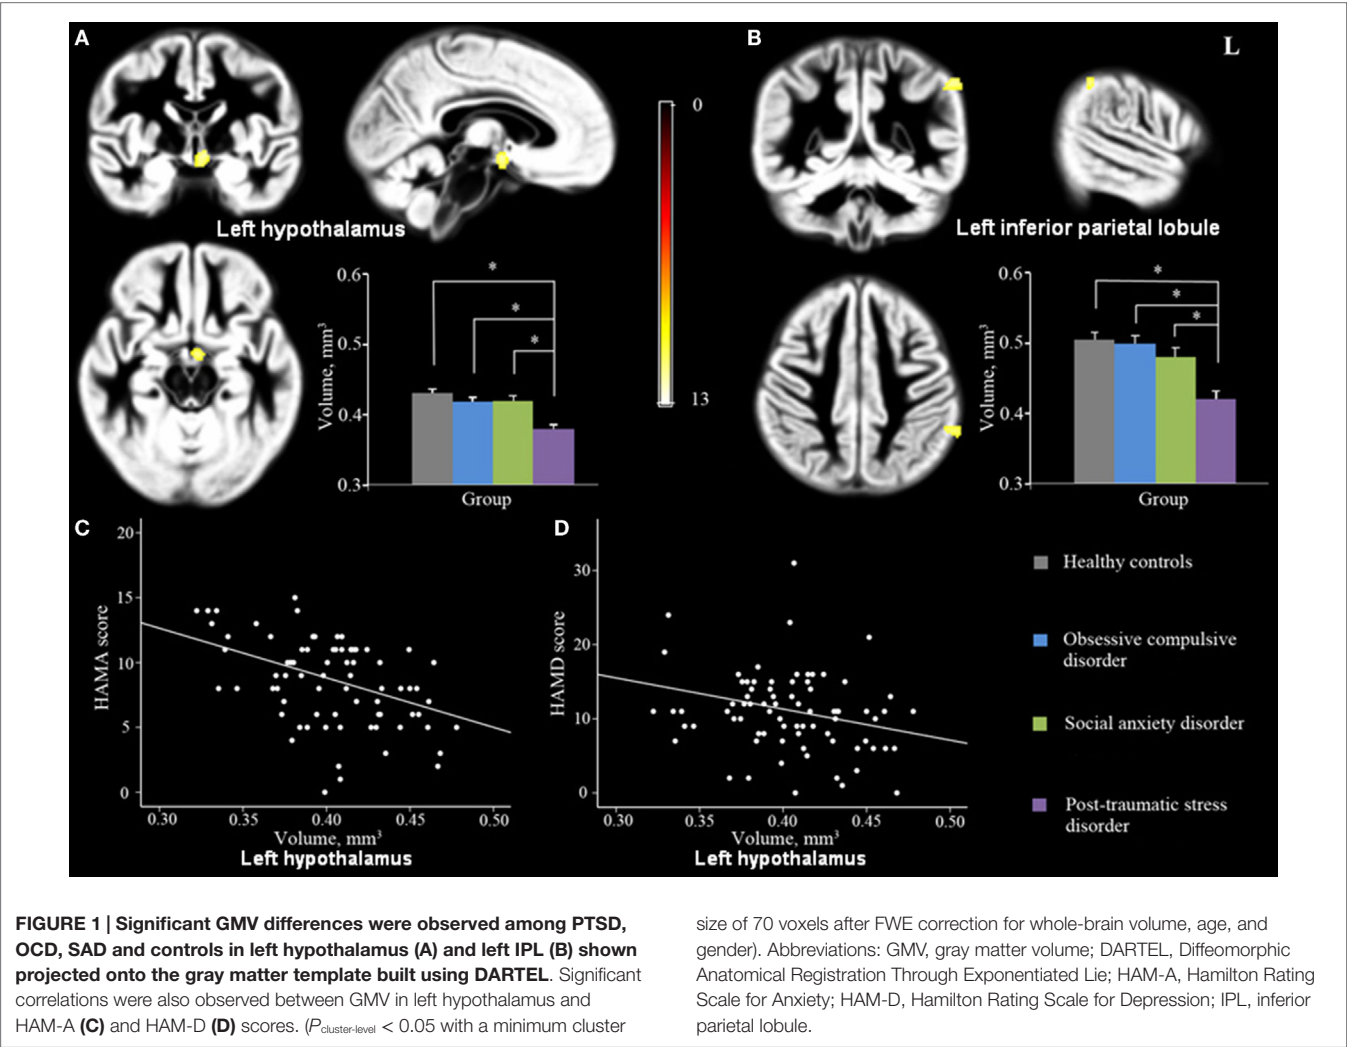 A
B
L
0
13
Left hypothalamus
Left inferior parietal lobule
0.6
0.5
0.4
0.3
Volume, mm³
*
*
*
Group
0.6
0.5
0.4
0.3
Volume, mm³
*
*
*
Group
C
20
15
10
5
0
HAMA score
0.30 0.35 0.40 0.45 0.50
Volume, mm³
Left hypothalamus
D
30
20
10
0
HAMD score
0.30 0.35 0.40 0.45 0.50
Volume, mm³
Left hypothalamus
Healthy controls
Obsessive compulsive
disorder
Social anxiety disorder
Post-traumatic stress
disorder
FIGURE 1 | Significant GMV differences were observed among PTSD,
OCD, SAD and controls in left hypothalamus (A) and left IPL (B) shown
projected onto the gray matter template built using DARTEL. Significant
correlations were also observed between GMV in left hypothalamus and
HAM-A (C) and HAM-D (D) scores. (Pcluster-level < 0.05 with a minimum cluster
size of 70 voxels after FWE correction for whole-brain volume, age, and
gender). Abbreviations: GMV, gray matter volume; DARTEL, Diffeomorphic
Anatomical Registration Through Exponentiated Lie; HAM-A, Hamilton Rating
Scale for Anxiety; HAM-D, Hamilton Rating Scale for Depression; IPL, inferior
parietal lobule.